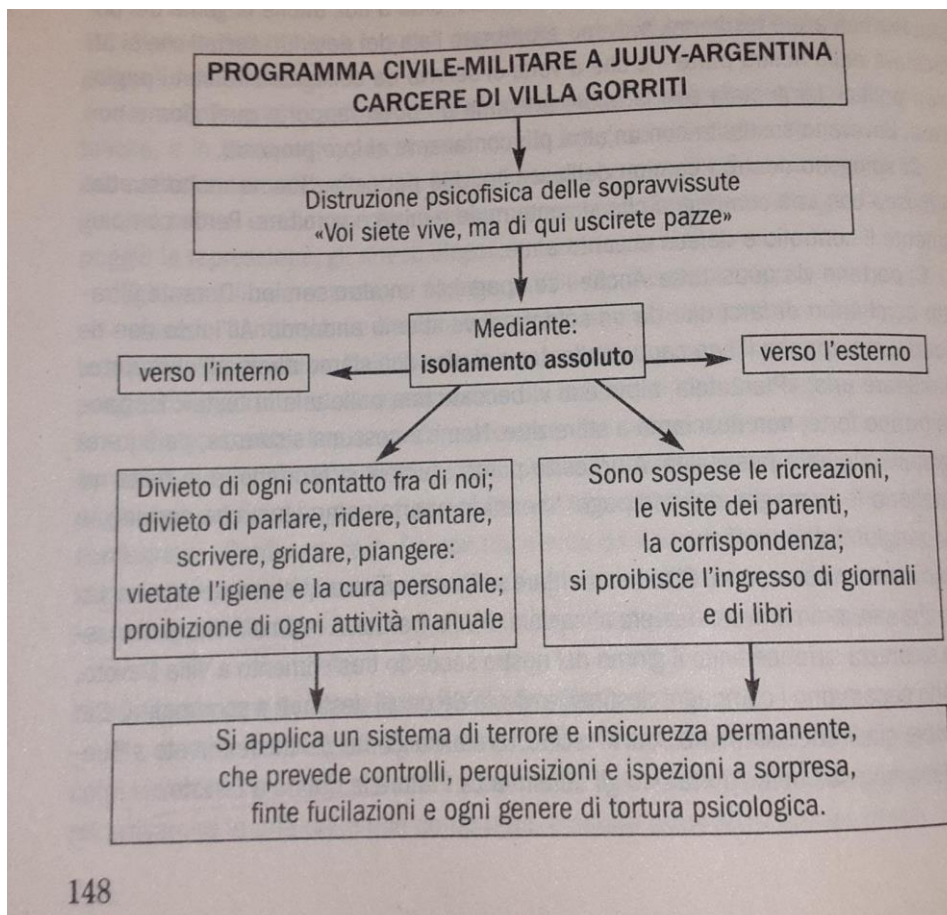 PROGRAMMA CIVILE-MILITARE A JUJUY-ARGENTINA
CARCERE DI VILLA GORRITI
Distruzione psicofisica delle sopravvissute
«Voi siete vive, ma di qui uscirete pazze»
Mediante:
isolamento assoluto
verso l'interno
verso l'esterno
Divieto di ogni contatto fra di noi;
divieto di parlare, ridere, cantare,
scrivere, gridare, piangere:
vietate l'igiene e la cura personale;
proibizione di ogni attività manuale
Sono sospese le ricreazioni,
le visite dei parenti,
la corrispondenza;
si proibisce l'ingresso di giornali
e di libri
Si applica un sistema di terrore e insicurezza permanente,
che prevede controlli, perquisizioni e ispezioni a sorpresa,
finte fucilazioni e ogni genere di tortura psicologica.
148